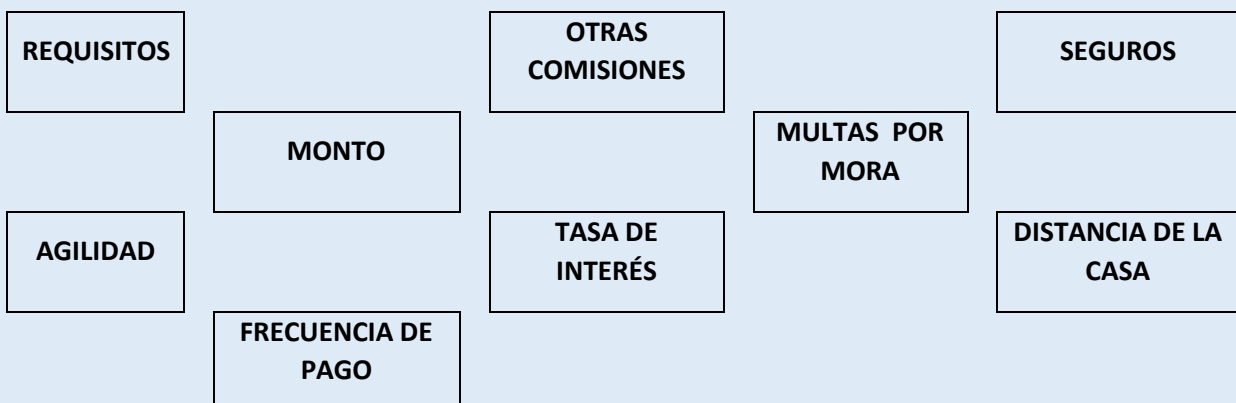 REQUISITOS
OTRAS
COMISIONES
SEGUROS
MONTO
MULTAS POR
MORA
AGILIDAD
TASA DE
INTERÉS
DISTANCIA DE LA
CASA
FRECUENCIA DE
PAGO